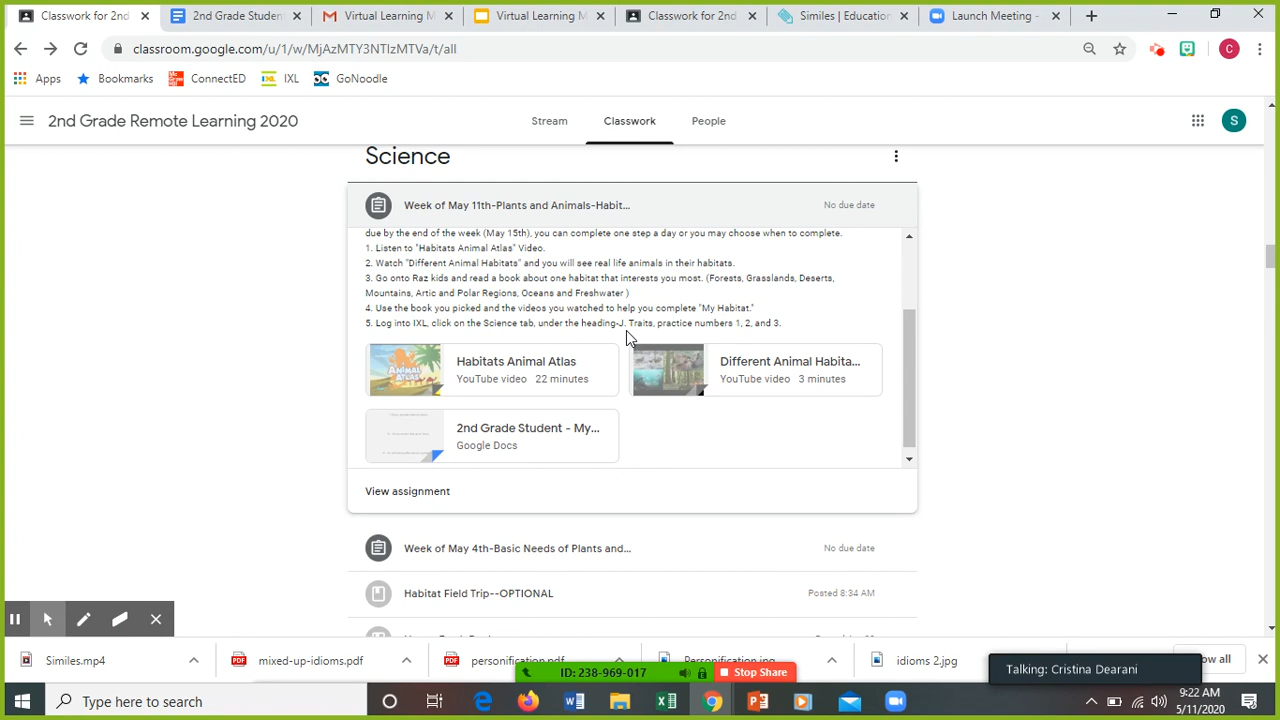 Classwork for 2nd
2nd Grade Studen
Virtual Learning M
Virtual Learning M
Classwork for 2nd
Similes | Education
Launch Meeting -
classroom.google.com/u/1/w/MjAzMTY3NTIzMTVa/t/all
C
Apps
Bookmarks
ConnectED
IXL
GoNoodle
2nd Grade Remote Learning 2020
Stream
Classwork
People
S
Science
Week of May 11th-Plants and Animals-Habit...
No due date
due by the end of the week (May 15th), you can complete one step a day or you may choose when to complete.
1. Listen to "Habitats Animal Atlas" Video.
2. Watch "Different Animal Habitats" and you will see real life animals in their habitats.
3. Go onto Raz kids and read a book about one habitat that interests you most. (Forests, Grasslands, Deserts,
Mountains, Artic and Polar Regions, Oceans and Freshwater )
4. Use the book you picked and the videos you watched to help you complete "My Habitat."
5. Log into IXL, click on the Science tab, under the heading-J. Traits, practice numbers 1, 2, and 3.
ANIMAL
ATLAS
Habitats Animal Atlas
YouTube video 22 minutes
Different Animal Habita...
YouTube video 3 minutes
2nd Grade Student - My...
Google Docs
View assignment
Week of May 4th-Basic Needs of Plants and...
No due date
Habitat Field Trip--OPTIONAL
Posted 8:34 AM
Similes.mp4
mixed-up-idioms.pdf
personification.pdf
Personification.jpg
idioms 2.jpg
Show all
ID: 238-969-017
Stop Share
Talking: Cristina Dearani
Type here to search
9:22 AM
5/11/2020